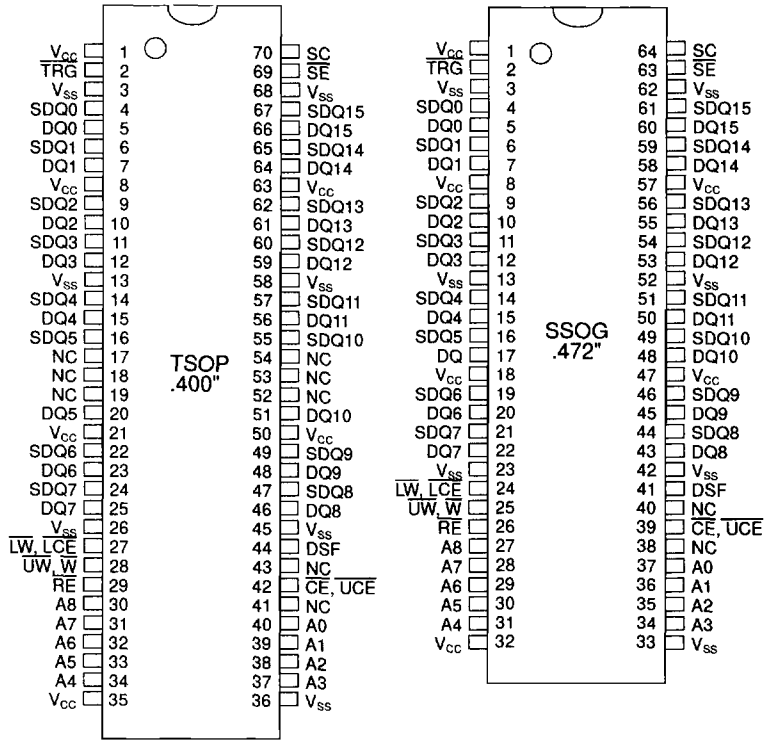 VCC 1 70 SC
TRG 2 69 SE
VSS 3 68 VSS
SDQ0 4 67 SDQ15
DQ0 5 66 DQ15
SDQ1 6 65 SDQ14
DQ1 7 64 DQ14
VCC 8 63 VCC
SDQ2 9 62 SDQ13
DQ2 10 61 DQ13
SDQ3 11 60 SDQ12
DQ3 12 59 DQ12
VSS 13 58 VSS
SDQ4 14 57 SDQ11
DQ4 15 56 DQ11
SDQ5 16 55 SDQ10
NC 17 54 NC
NC 18 53 NC
NC 19 52 NC
DQ5 20 51 DQ10
VCC 21 50 VCC
SDQ6 22 49 SDQ9
DQ6 23 48 DQ9
SDQ7 24 47 SDQ8
DQ7 25 46 DQ8
VSS 26 45 VSS
LW, LCE 27 44 DSF
UW, W 28 43 NC
RE 29 42 CE, UCE
A8 30 41 NC
A7 31 40 A0
A6 32 39 A1
A5 33 38 A2
A4 34 37 A3
VCC 35 36 VSS
TSOP
.400"
VCC 1 64 SC
TRG 2 63 SE
VSS 3 62 VSS
SDQ0 4 61 SDQ15
DQ0 5 60 DQ15
SDQ1 6 59 SDQ14
DQ1 7 58 DQ14
VCC 8 57 VCC
SDQ2 9 56 SDQ13
DQ2 10 55 DQ13
SDQ3 11 54 SDQ12
DQ3 12 53 DQ12
VSS 13 52 VSS
SDQ4 14 51 SDQ11
DQ4 15 50 DQ11
SDQ5 16 49 SDQ10
DQ 17 48 DQ10
VCC 18 47 VCC
SDQ6 19 46 SDQ9
DQ6 20 45 DQ9
SDQ7 21 44 SDQ8
DQ7 22 43 DQ8
VSS 23 42 VSS
LW, LCE 24 41 DSF
UW, W 25 40 NC
RE 26 39 CE, UCE
A8 27 38 NC
A7 28 37 A0
A6 29 36 A1
A5 30 35 A2
A4 31 34 A3
VCC 32 33 VSS
SSOG
.472"